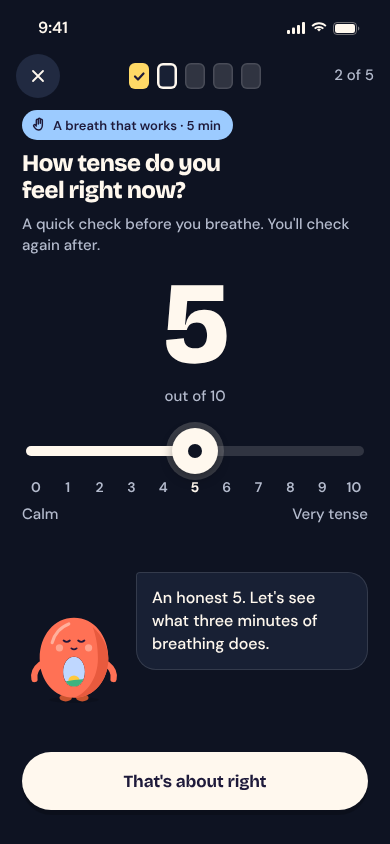 9:41
2 of 5
A breath that works · 5 min
How tense do you
feel right now?
A quick check before you breathe. You'll check
again after.
5
out of 10
0 1 2 3 4 5 6 7 8 9 10
Calm Very tense
An honest 5. Let's see
what three minutes of
breathing does.
That's about right